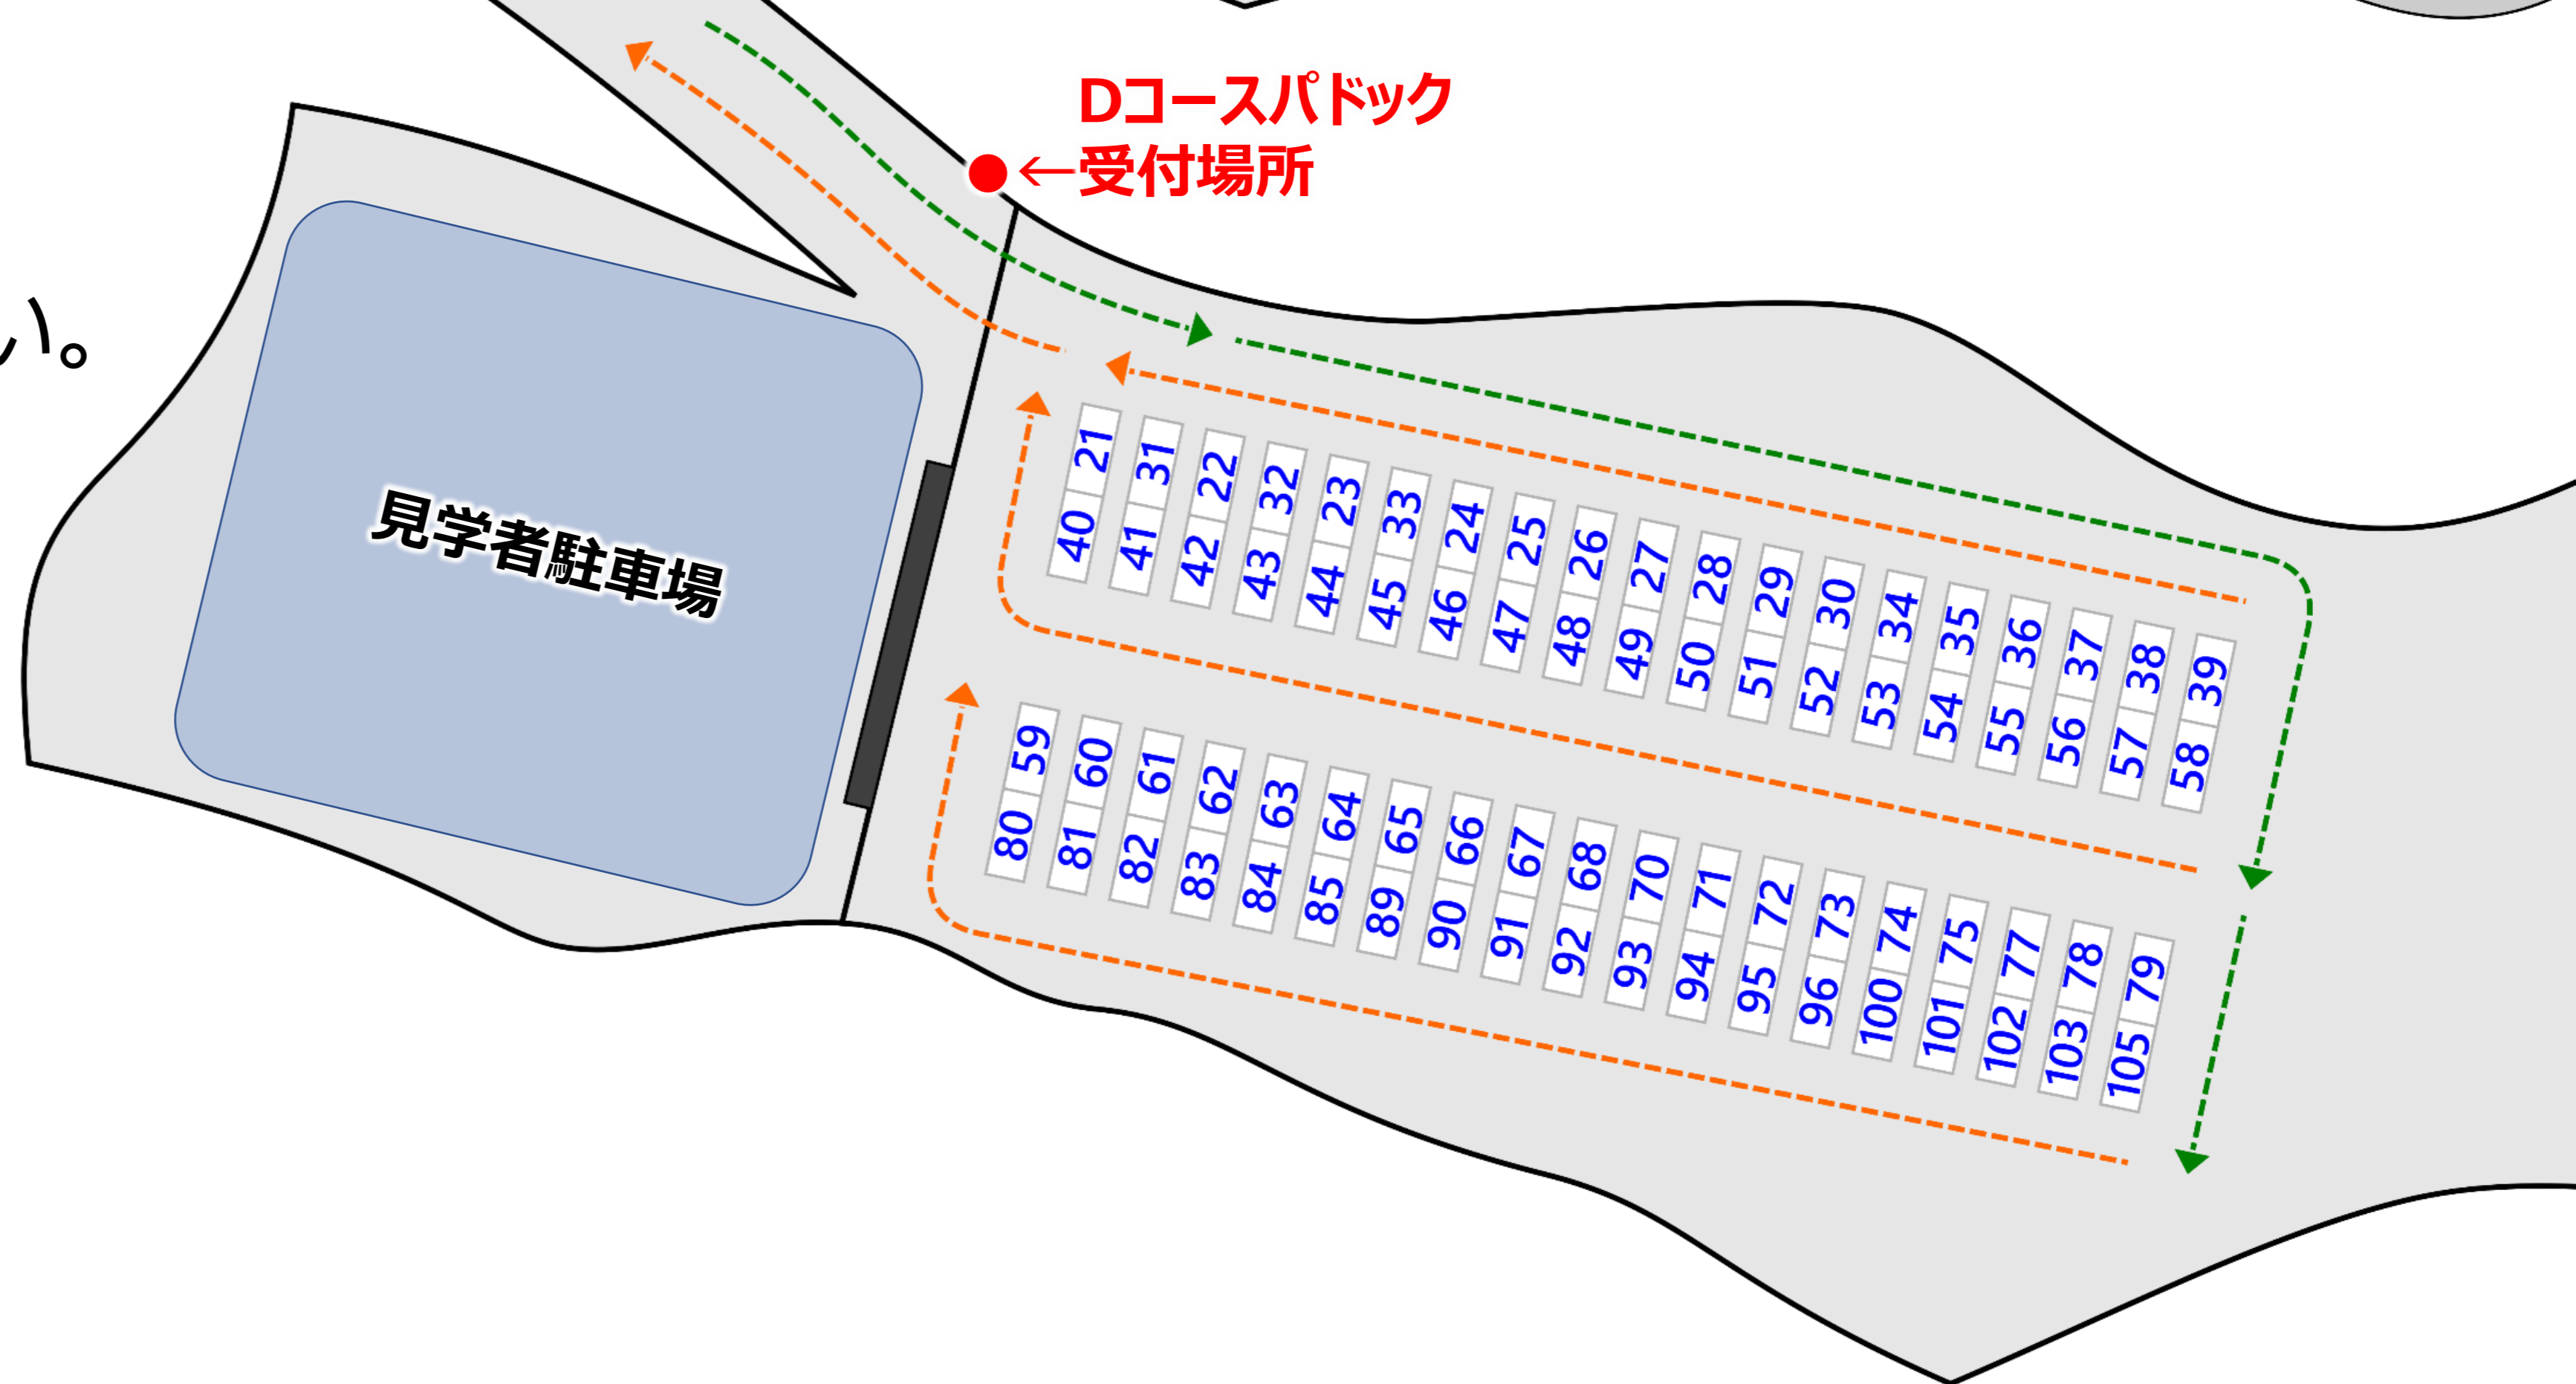 Dコースパドック
←受付場所
い。
見学者駐車場
21 31 22 32 23 33 24 25 26 27 28 29 30 34 35 36 37 38 39
40 41 42 43 44 45 46 47 48 49 50 51 52 53 54 55 56 57 58
59 60 61 62 63 64 65 66 67 68 70 71 72 73 74 75 77 78 79
80 81 82 83 84 85 89 90 91 92 93 94 95 96 100 101 102 103 105